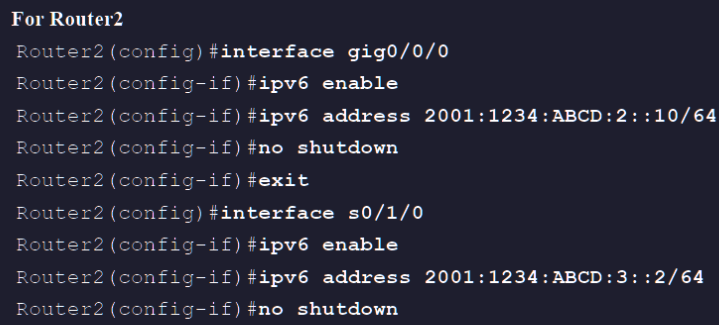 For Router2
Router2(config)#interface gig0/0/0
Router2(config-if)#ipv6 enable
Router2(config-if)#ipv6 address 2001:1234:ABCD:2::10/64
Router2(config-if)#no shutdown
Router2(config-if)#exit
Router2(config)#interface s0/1/0
Router2(config-if)#ipv6 enable
Router2(config-if)#ipv6 address 2001:1234:ABCD:3::2/64
Router2(config-if)#no shutdown